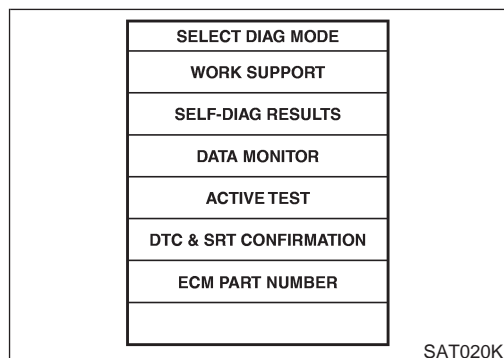 SELECT DIAG MODE
WORK SUPPORT
SELF-DIAG RESULTS
DATA MONITOR
ACTIVE TEST
DTC & SRT CONFIRMATION
ECM PART NUMBER
SAT020K